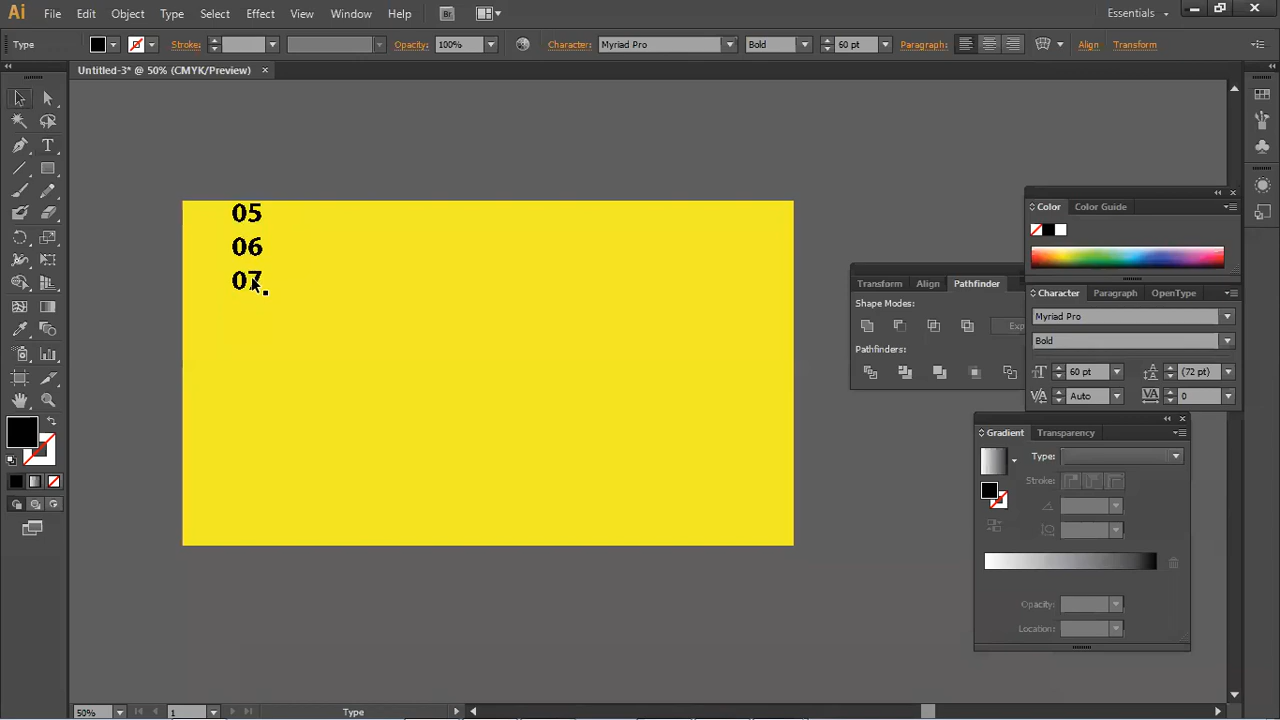 Ai File Edit Object Type Select Effect View Window Help Br Essentials
Type Stroke: Opacity: 100% Character: Myriad Pro Bold 60 pt Paragraph: Align Transform
Untitled-3* @ 50% (CMYK/Preview)
05
06
07
Color Color Guide
Transform Align Pathfinder
Shape Modes:
Exp
Pathfinders:
Character Paragraph OpenType
Myriad Pro
Bold
60 pt (72 pt)
Auto 0
Gradient Transparency
Type:
Stroke:
Opacity:
Location:
50% 1 Type